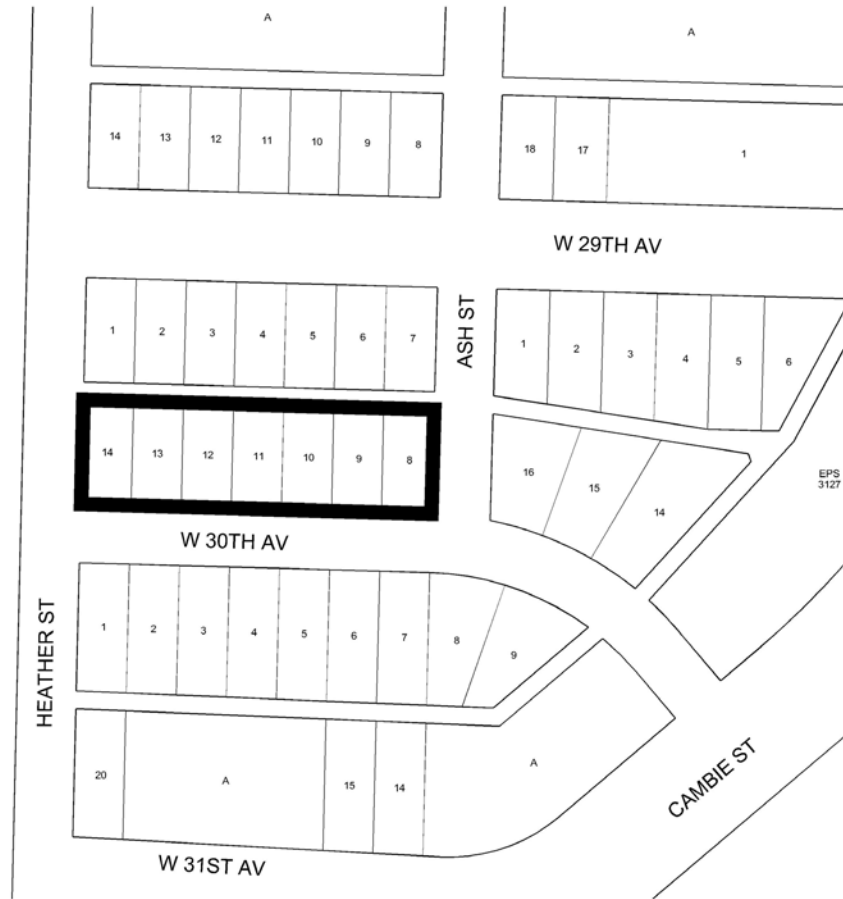 A
A
14 13 12 11 10 9 8
18 17 1
W 29TH AV
1 2 3 4 5 6 7
ASH ST
1 2 3 4 5 6
14 13 12 11 10 9 8
16 15 14
EPS
3127
W 30TH AV
HEATHER ST
1 2 3 4 5 6 7 8 9
20 A 15 14 A
CAMBIE ST
W 31ST AV